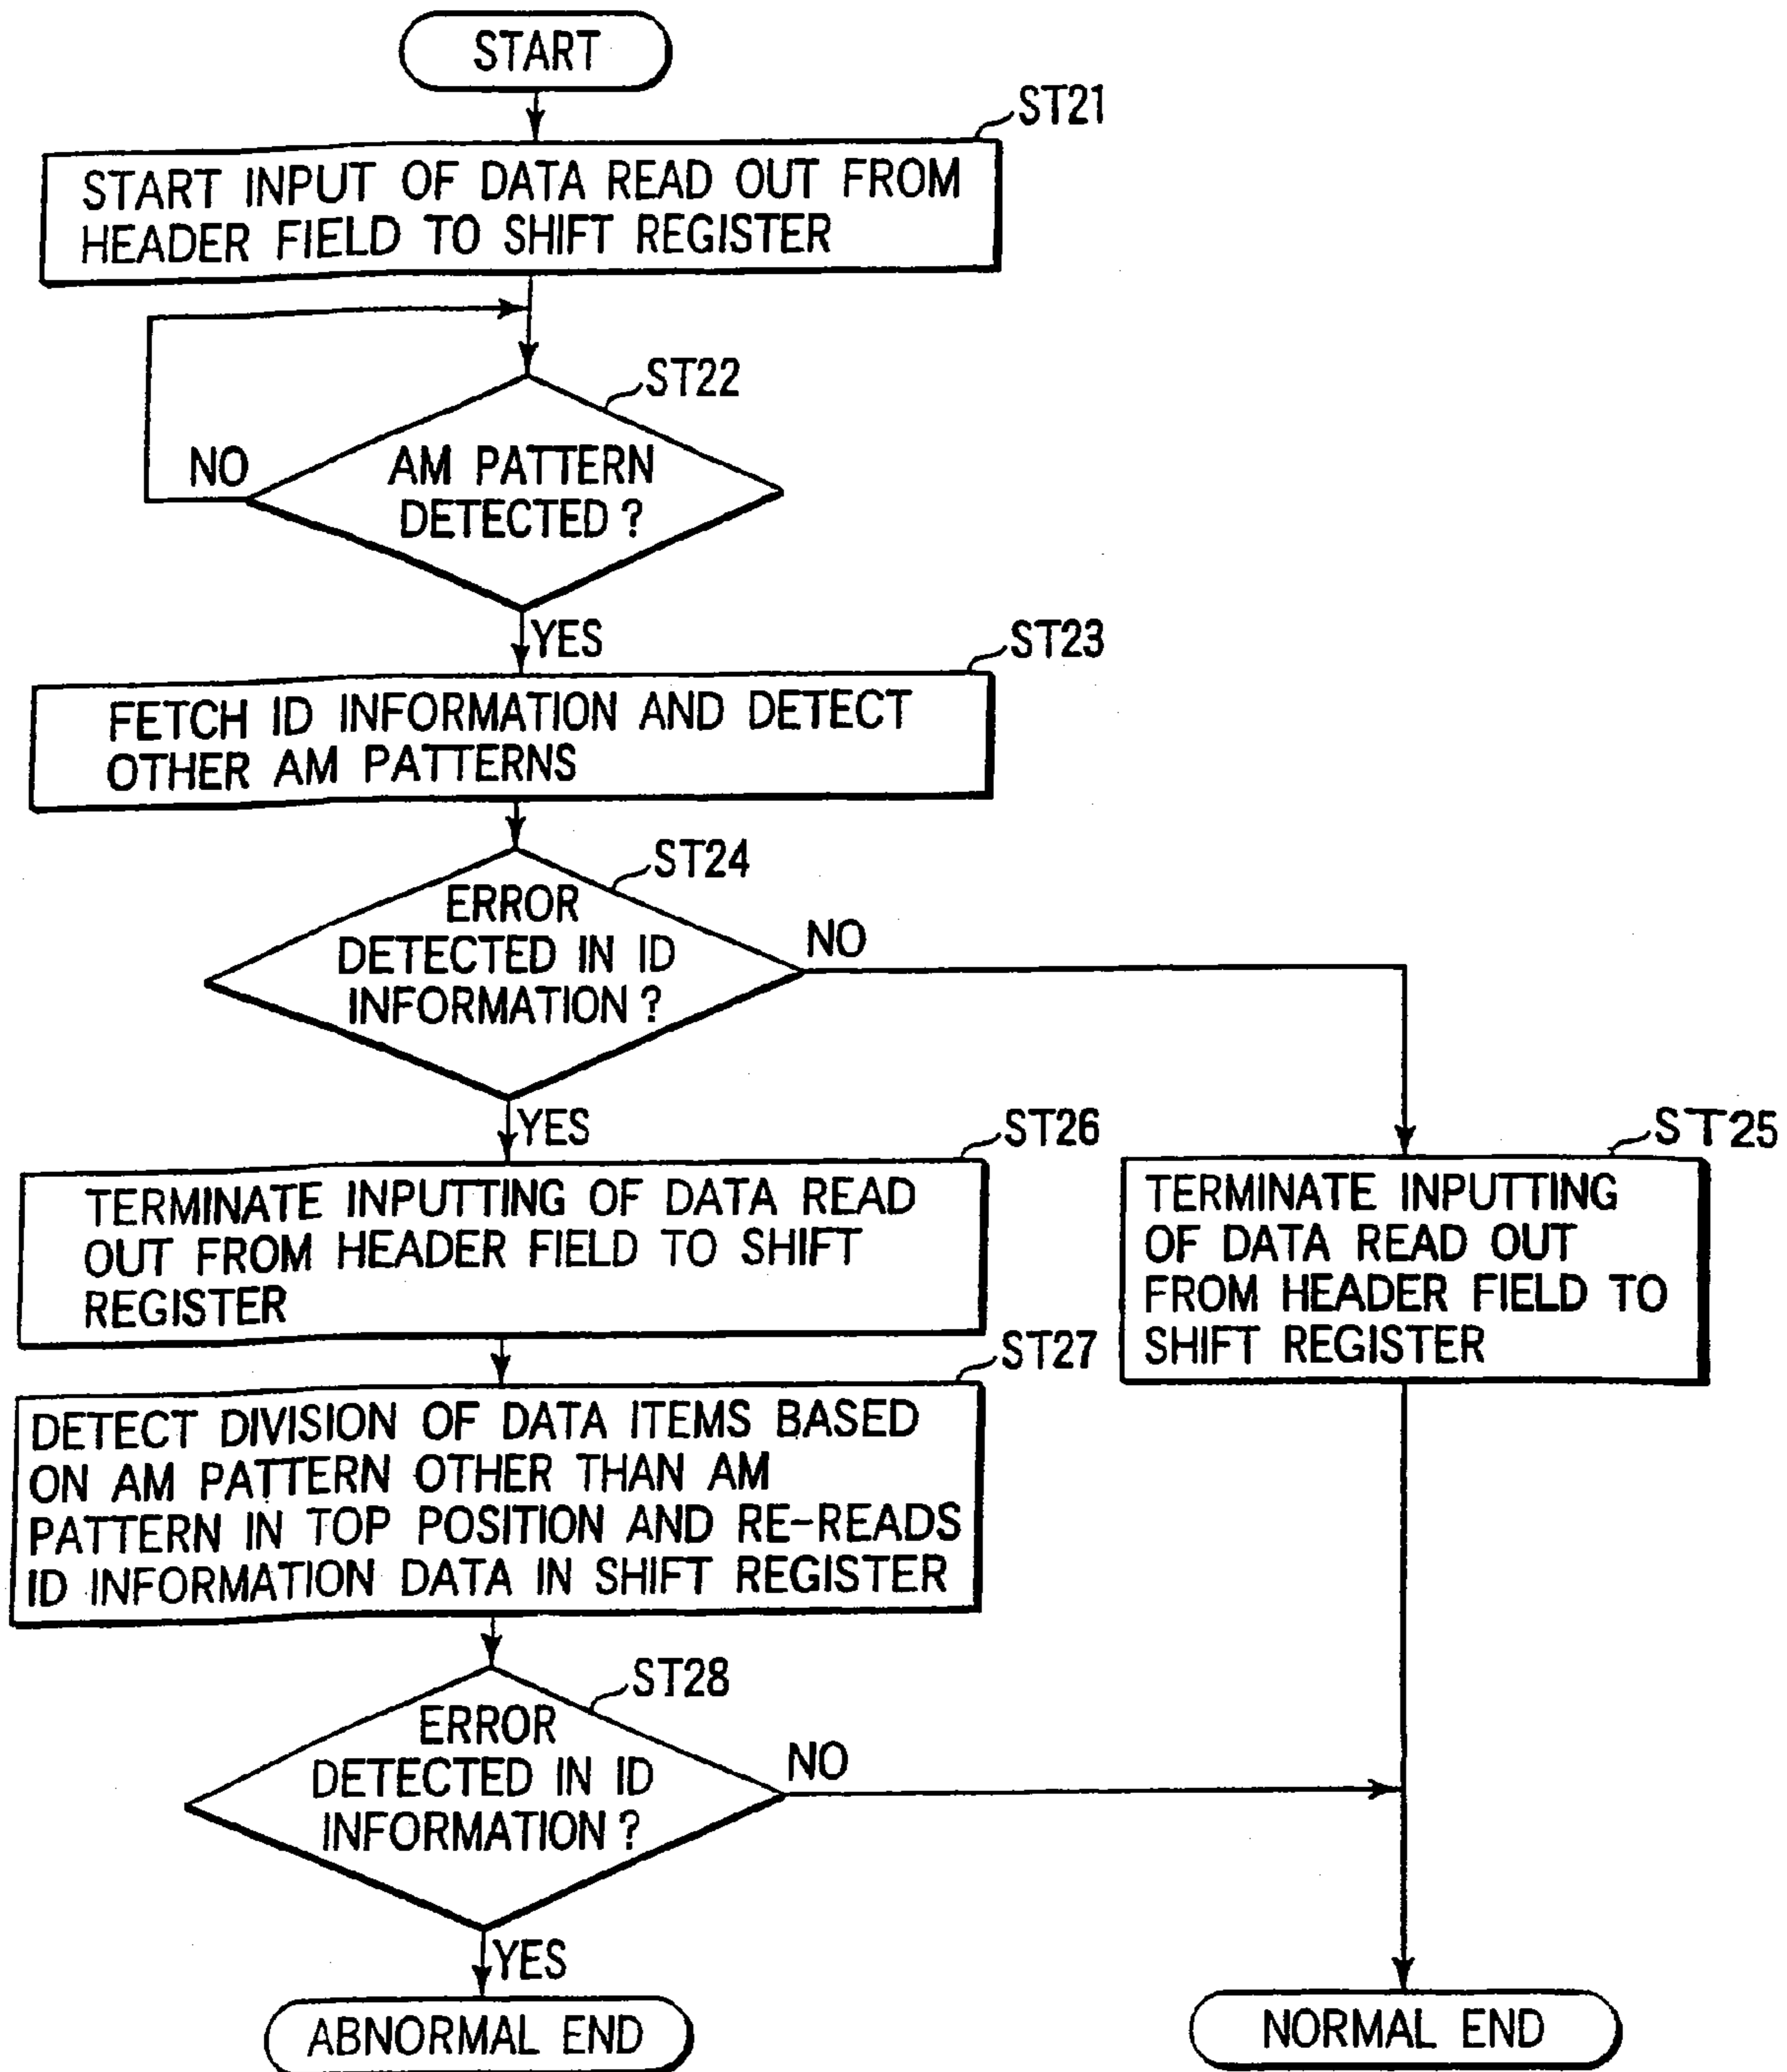 START
ST21
START INPUT OF DATA READ OUT FROM
HEADER FIELD TO SHIFT REGISTER
ST22
NO
AM PATTERN
DETECTED ?
YES
ST23
FETCH ID INFORMATION AND DETECT
OTHER AM PATTERNS
ST24
ERROR
DETECTED IN ID
INFORMATION ?
NO
YES
ST26
TERMINATE INPUTTING OF DATA READ
OUT FROM HEADER FIELD TO SHIFT
REGISTER
ST25
TERMINATE INPUTTING
OF DATA READ OUT
FROM HEADER FIELD TO
SHIFT REGISTER
ST27
DETECT DIVISION OF DATA ITEMS BASED
ON AM PATTERN OTHER THAN AM
PATTERN IN TOP POSITION AND RE-READS
ID INFORMATION DATA IN SHIFT REGISTER
ST28
ERROR
DETECTED IN ID
INFORMATION ?
NO
YES
ABNORMAL END
NORMAL END